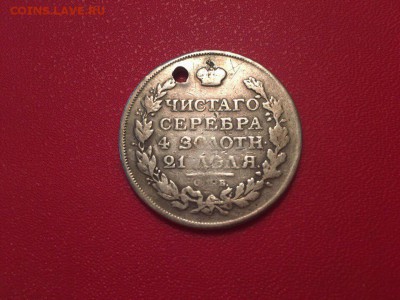 COINS.LAVE.RU
ЧИСТАГО
СЕРЕБРА
4 ЗОЛОТН.
21 ДОЛЯ.
С.П.Б.